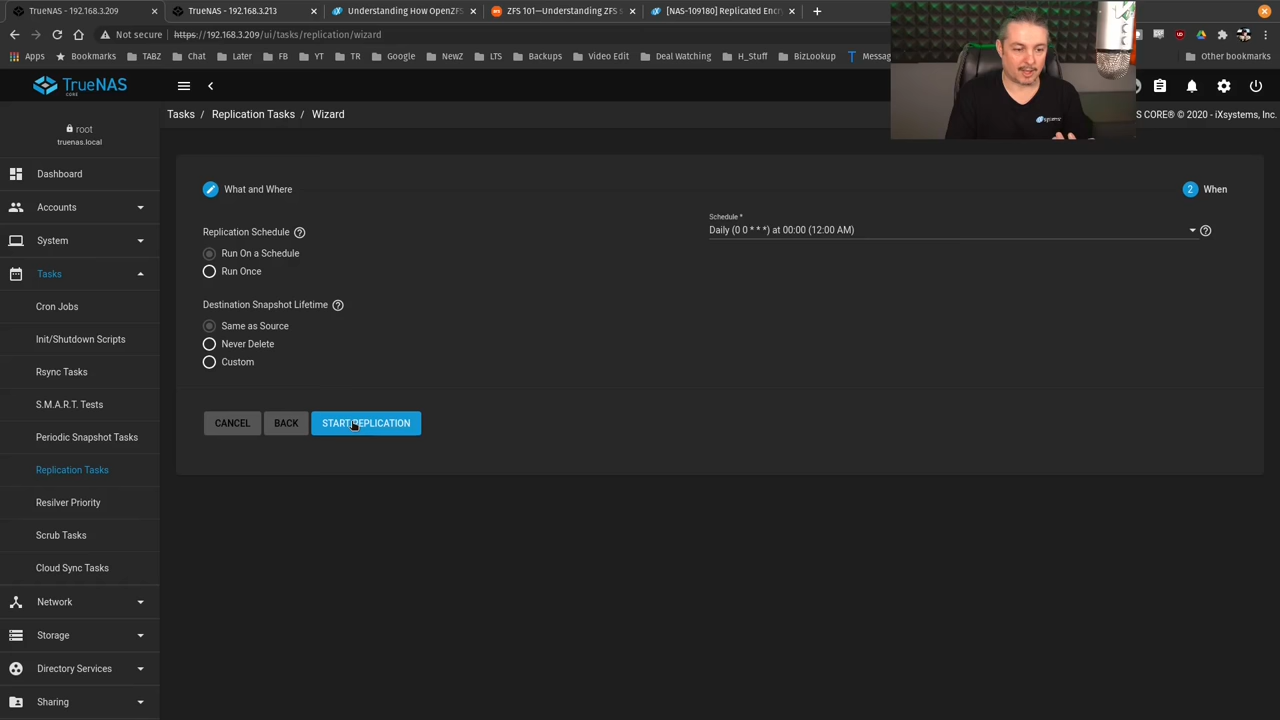 TrueNAS - 192.168.3.209
TrueNAS - 192.168.3.213
Understanding How OpenZFS
ZFS 101—Understanding ZFS s
[NAS-109180] Replicated Encry
Not secure
https://192.168.3.209/ui/tasks/replication/wizard
Apps
Bookmarks
TABZ
Chat
Later
FB
YT
TR
Google
NewZ
LTS
Backups
Video Edit
Deal Watching
H_Stuff
BizLookup
Messag
Other bookmarks
TrueNAS
CORE
Tasks / Replication Tasks / Wizard
S CORE® © 2020 - iXsystems, Inc.
root
truenas.local
Dashboard
Accounts
System
Tasks
Cron Jobs
Init/Shutdown Scripts
Rsync Tasks
S.M.A.R.T. Tests
Periodic Snapshot Tasks
Replication Tasks
Resilver Priority
Scrub Tasks
Cloud Sync Tasks
Network
Storage
Directory Services
Sharing
What and Where
2 When
Replication Schedule
Run On a Schedule
Run Once
Destination Snapshot Lifetime
Same as Source
Never Delete
Custom
Schedule *
Daily (0 0 * * *) at 00:00 (12:00 AM)
CANCEL
BACK
START REPLICATION